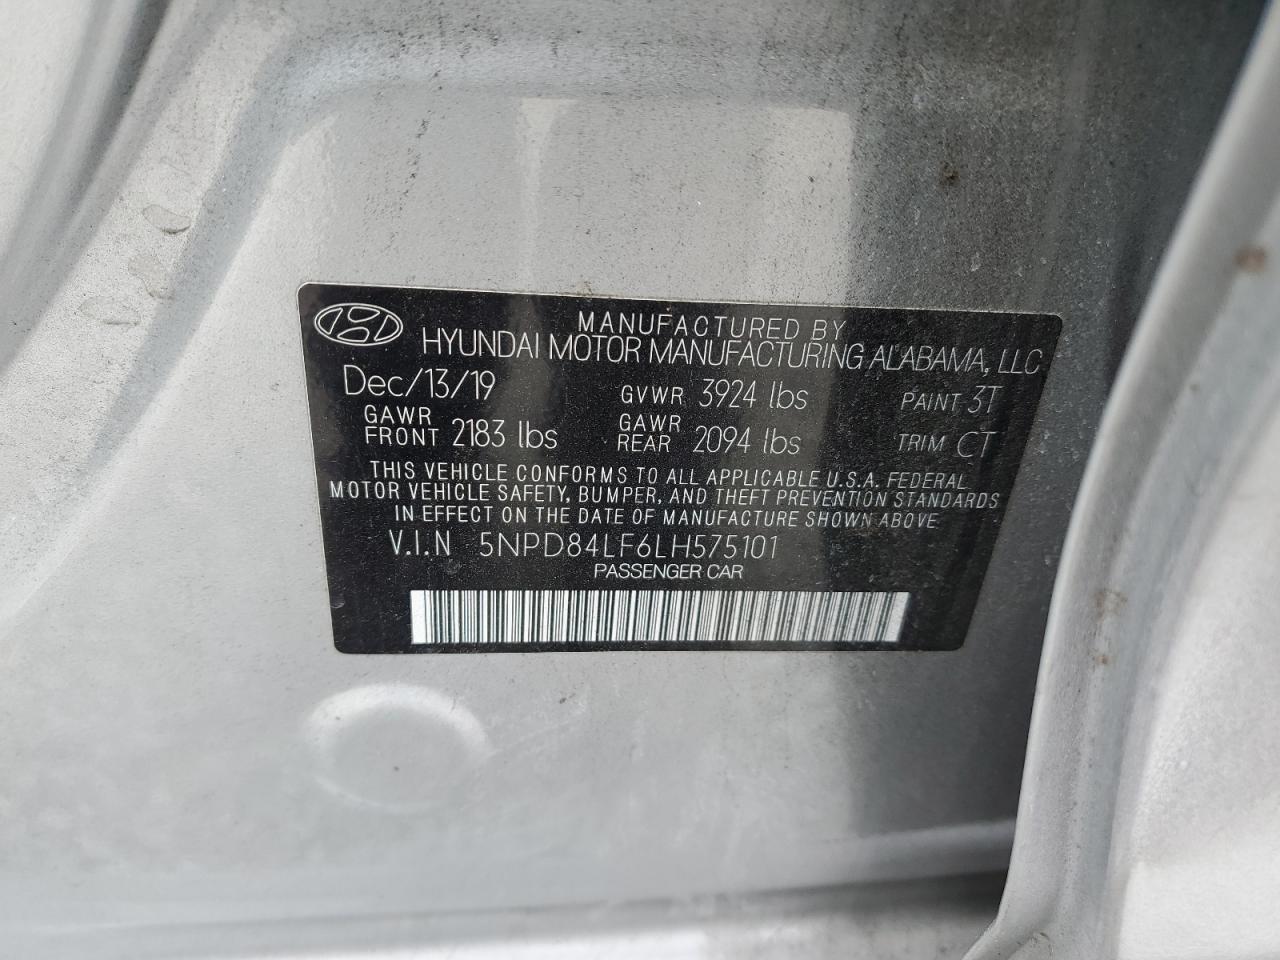 MANUFACTURED BY
HYUNDAI MOTOR MANUFACTURING ALABAMA, LLC
Dec/13/19 GVWR 3924 lbs PAINT 3T
GAWR FRONT 2183 lbs GAWR REAR 2094 lbs TRIM CT
THIS VEHICLE CONFORMS TO ALL APPLICABLE U.S.A. FEDERAL
MOTOR VEHICLE SAFETY, BUMPER, AND THEFT PREVENTION STANDARDS
IN EFFECT ON THE DATE OF MANUFACTURE SHOWN ABOVE
V.I.N 5NPD84LF6LH575101
PASSENGER CAR